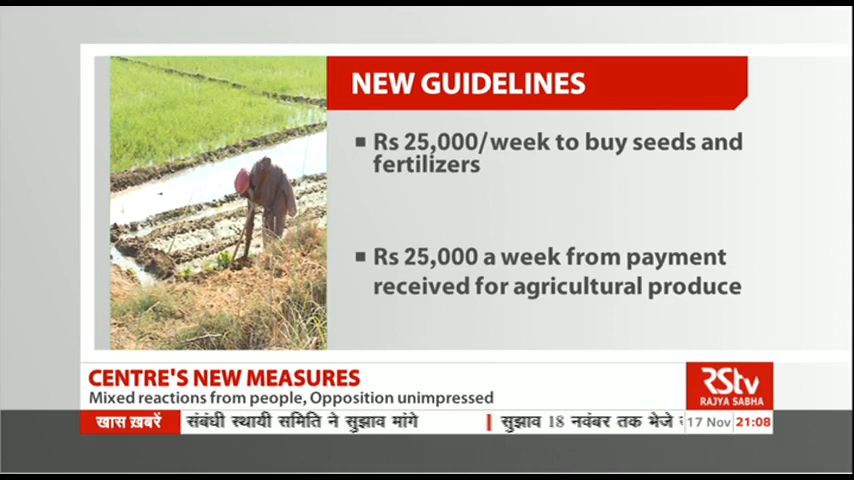 NEW GUIDELINES
Rs 25,000/week to buy seeds and
fertilizers
Rs 25,000 a week from payment
received for agricultural produce
CENTRE'S NEW MEASURES
Mixed reactions from people, Opposition unimpressed
RSTV
RAJYA SABHA
खास ख़बरें
संबंधी स्थायी समिति ने सुझाव मांगे
सुझाव 18 नवंबर तक भेजे
17 Nov 21:08